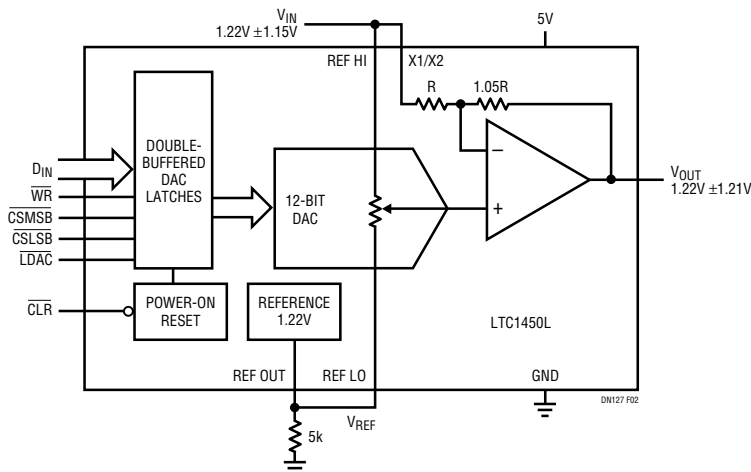 VIN
1.22V ±1.15V
5V
REF HI
X1/X2
R
1.05R
DOUBLE-
BUFFERED
DAC
LATCHES
DIN
WR
CSMSB
CSLSB
LDAC
12-BIT
DAC
−
+
VOUT
1.22V ±1.21V
CLR
POWER-ON
RESET
REFERENCE
1.22V
LTC1450L
REF OUT
REF LO
GND
DN127 F02
VREF
5k